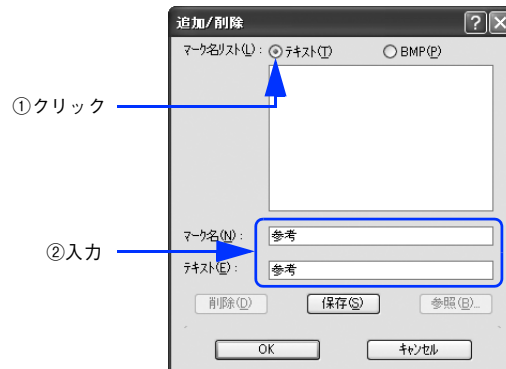 追加/削除
マーク名リスト(L): テキスト(T) BMP(P)
①クリック
マーク名(N): 参考
②入力
テキスト(E): 参考
削除(D) 保存(S) 参照(B)...
OK キャンセル